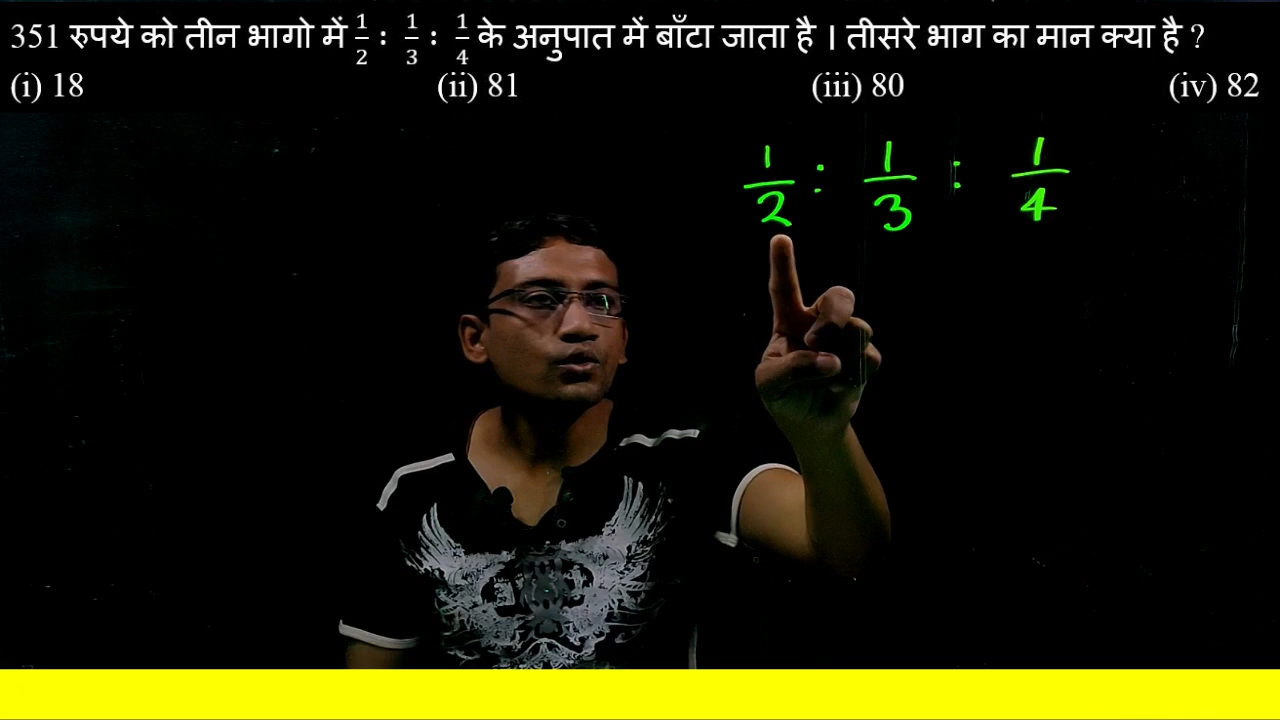 351 रुपये को तीन भागो में 1/2 : 1/3 : 1/4 के अनुपात में बाँटा जाता है । तीसरे भाग का मान क्या है ?
(i) 18 (ii) 81 (iii) 80 (iv) 82
1/2 : 1/3 : 1/4